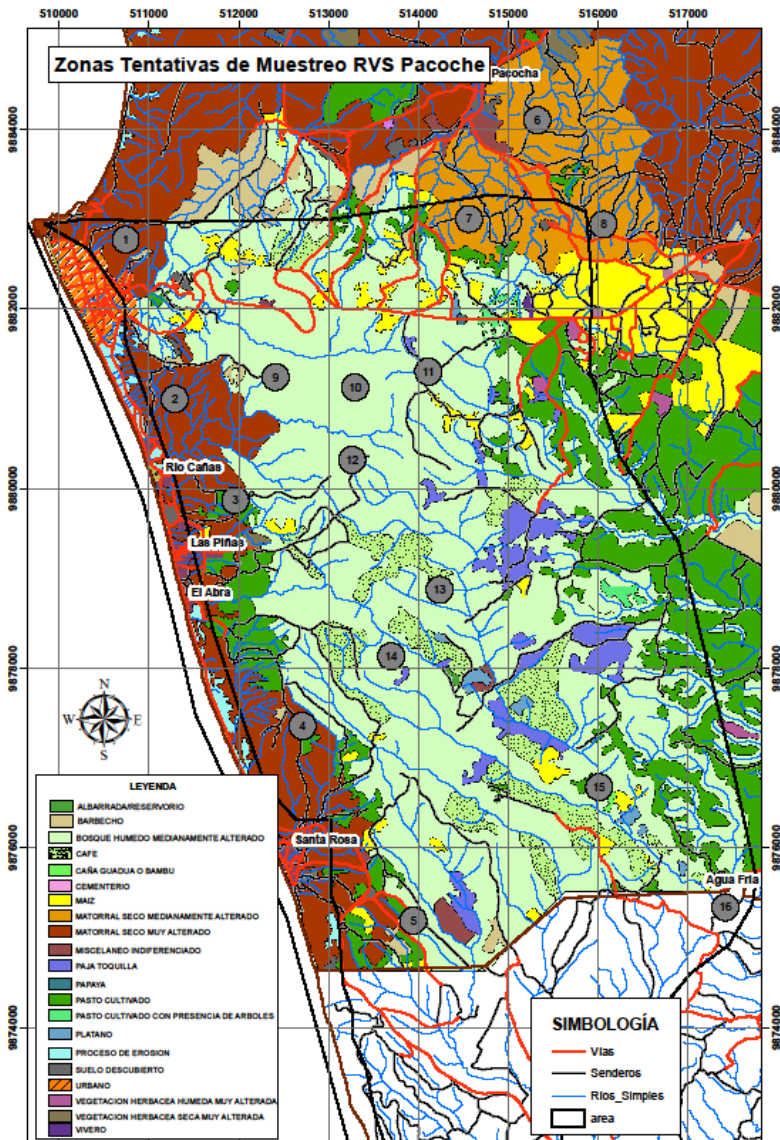 510000 511000 512000 513000 514000 515000 516000 517000
Zonas Tentativas de Muestreo RVS Pacoche
Pacocha
9884000
6
7
8
1
9882000
9
10
11
2
12
9880000
Rio Cañas
3
Las Piñas
El Abra
13
9878000
14
N
W E
S
4
15
LEYENDA
ALBARRADA/RESERVORIO
BARBECHO
BOSQUE HUMEDO MEDIANAMENTE ALTERADO
CAFE
CAÑA GUADUA O BAMBU
CEMENTERIO
MAIZ
MATORRAL SECO MEDIANAMENTE ALTERADO
MATORRAL SECO MUY ALTERADO
MISCELANEO INDIFERENCIADO
PAJA TOQUILLA
PAPAYA
PASTO CULTIVADO
PASTO CULTIVADO CON PRESENCIA DE ARBOLES
PLATANO
PROCESO DE EROSION
SUELO DESCUBIERTO
URBANO
VEGETACION HERBACEA HUMEDA MUY ALTERADA
VEGETACION HERBACEA SECA MUY ALTERADA
VIVERO
9876000
Santa Rosa
Agua Fria
5
16
9874000
SIMBOLOGÍA
Vias
Senderos
Rios_Simples
area